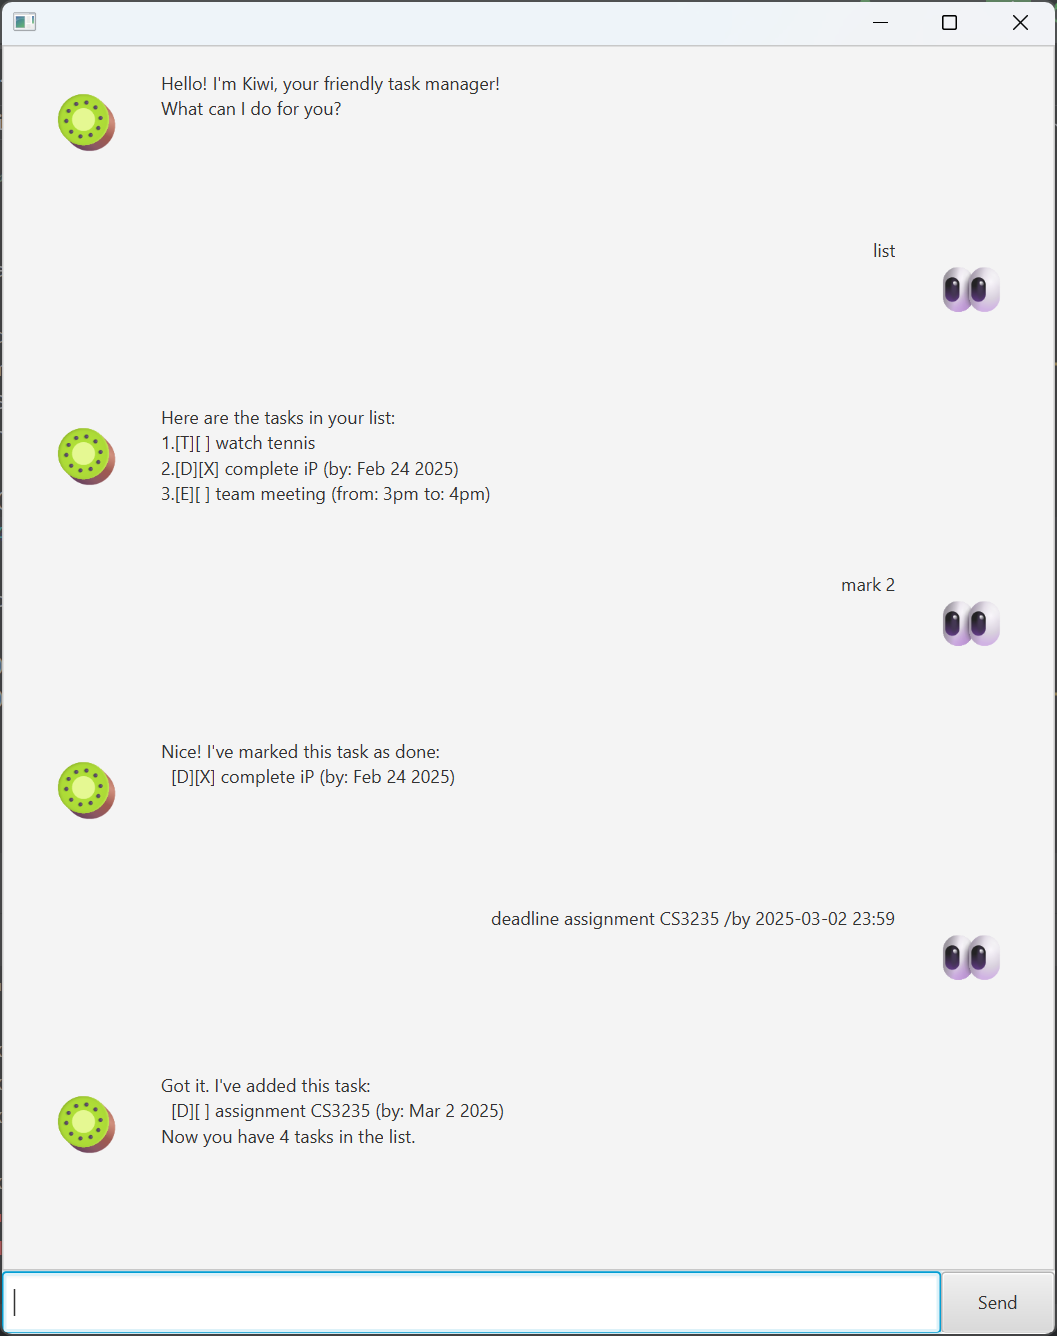 Hello! I'm Kiwi, your friendly task manager!
What can I do for you?
list
Here are the tasks in your list:
1.[T][ ] watch tennis
2.[D][X] complete iP (by: Feb 24 2025)
3.[E][ ] team meeting (from: 3pm to: 4pm)
mark 2
Nice! I've marked this task as done:
  [D][X] complete iP (by: Feb 24 2025)
deadline assignment CS3235 /by 2025-03-02 23:59
Got it. I've added this task:
  [D][ ] assignment CS3235 (by: Mar 2 2025)
Now you have 4 tasks in the list.
Send